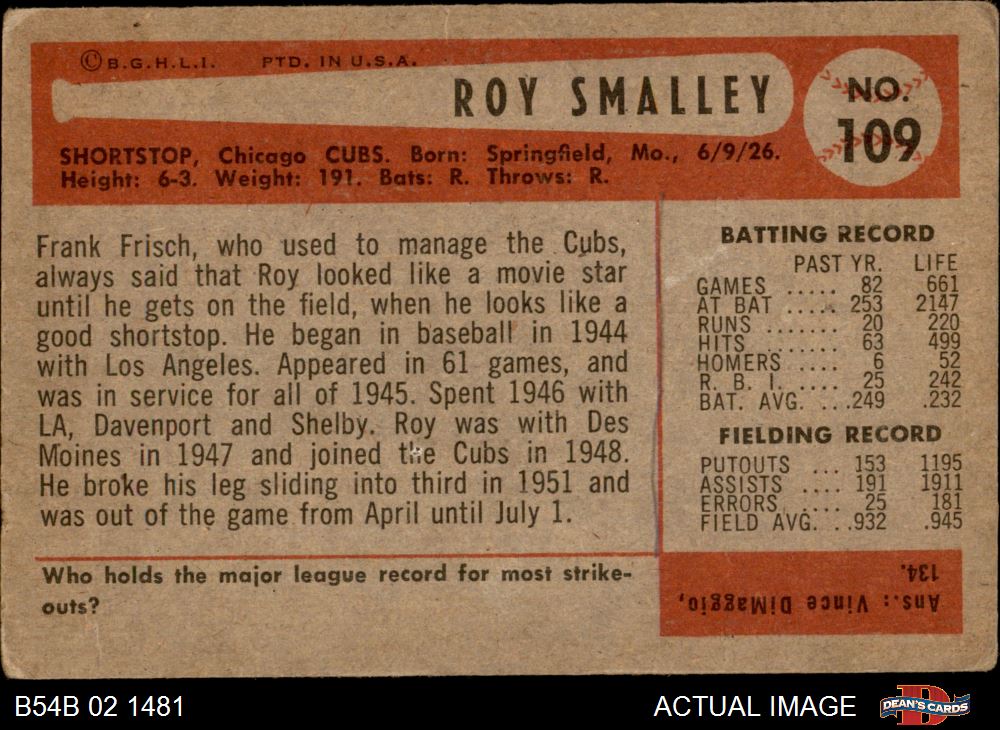 ©B.G.H.L.I. PTD. IN U.S.A.
ROY SMALLEY
NO.
109
SHORTSTOP, Chicago CUBS. Born: Springfield, Mo., 6/9/26.
Height: 6-3. Weight: 191. Bats: R. Throws: R.
Frank Frisch, who used to manage the Cubs,
always said that Roy looked like a movie star
until he gets on the field, when he looks like a
good shortstop. He began in baseball in 1944
with Los Angeles. Appeared in 61 games, and
was in service for all of 1945. Spent 1946 with
LA, Davenport and Shelby. Roy was with Des
Moines in 1947 and joined the Cubs in 1948.
He broke his leg sliding into third in 1951 and
was out of the game from April until July 1.
Who holds the major league record for most strike-
outs?
BATTING RECORD
PAST YR. LIFE
GAMES ..... 82 661
AT BAT ..... 253 2147
RUNS ....... 20 220
HITS ....... 63 499
HOMERS ..... 6 52
R. B. I. .... 25 242
BAT. AVG. ...249 .232
FIELDING RECORD
PUTOUTS ... 153 1195
ASSISTS .... 191 1911
ERRORS .... 25 181
FIELD AVG. ..932 .945
Ans.: Vince DiMaggio,
134.
B54B 02 1481
ACTUAL IMAGE
D
DEAN'S CARDS